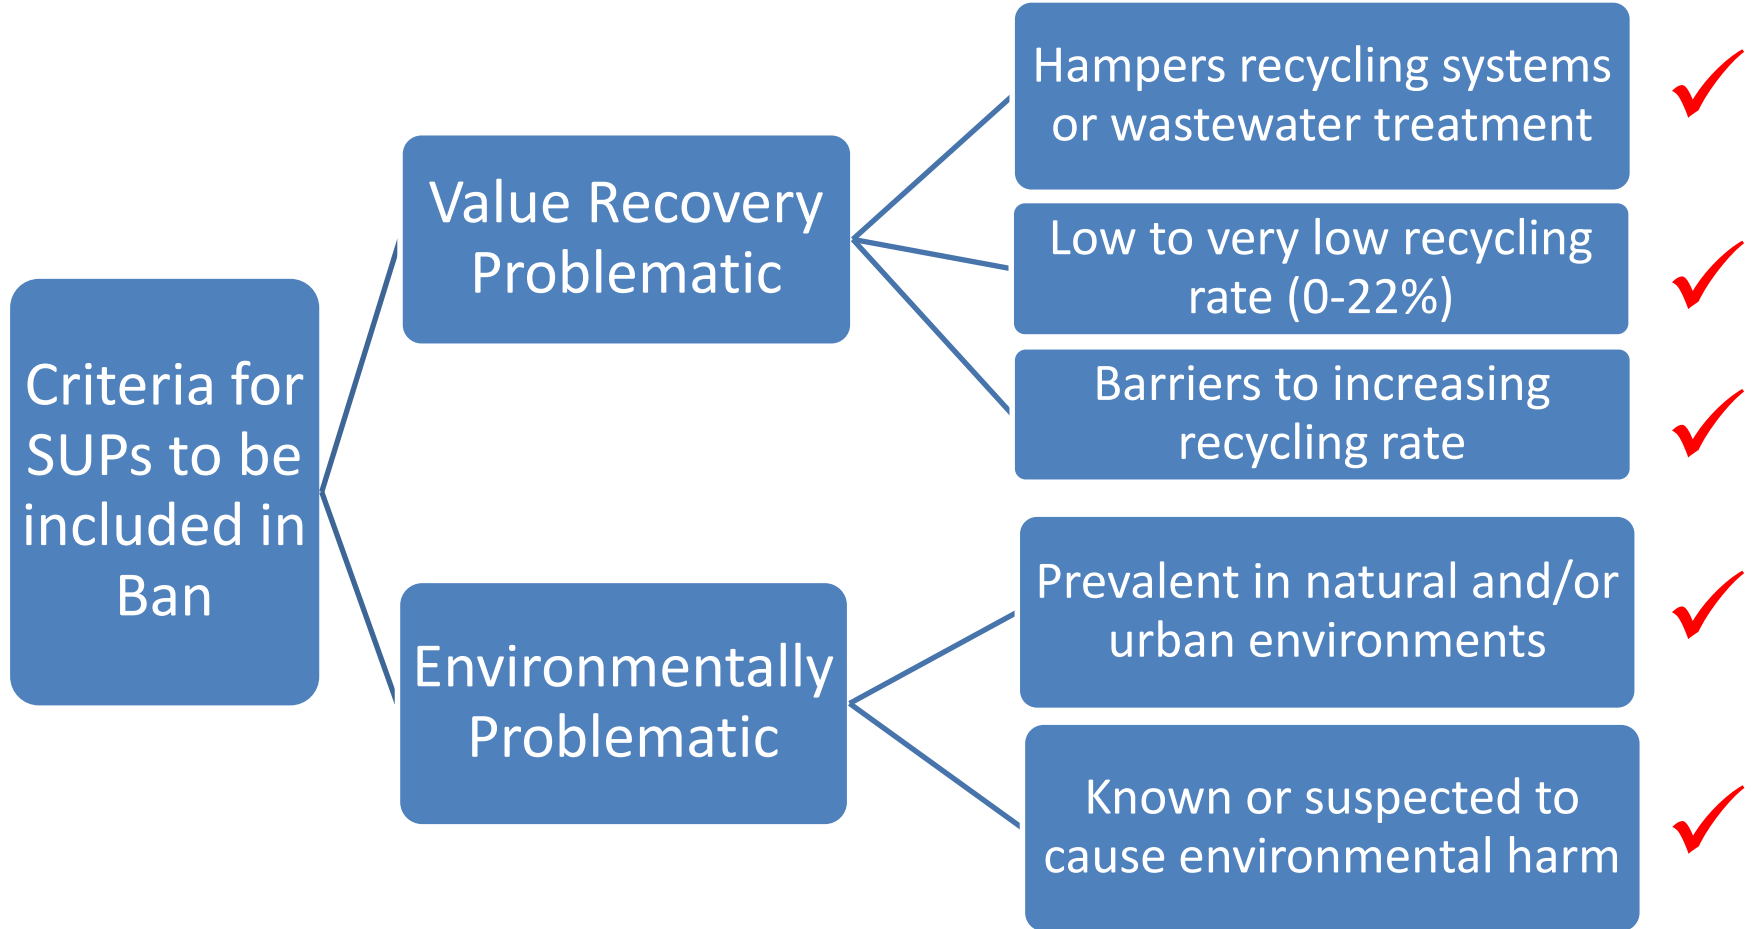 Criteria for
SUPs to be
included in
Ban
Value Recovery
Problematic
Hampers recycling systems
or wastewater treatment
Low to very low recycling
rate (0-22%)
Barriers to increasing
recycling rate
Environmentally
Problematic
Prevalent in natural and/or
urban environments
Known or suspected to
cause environmental harm